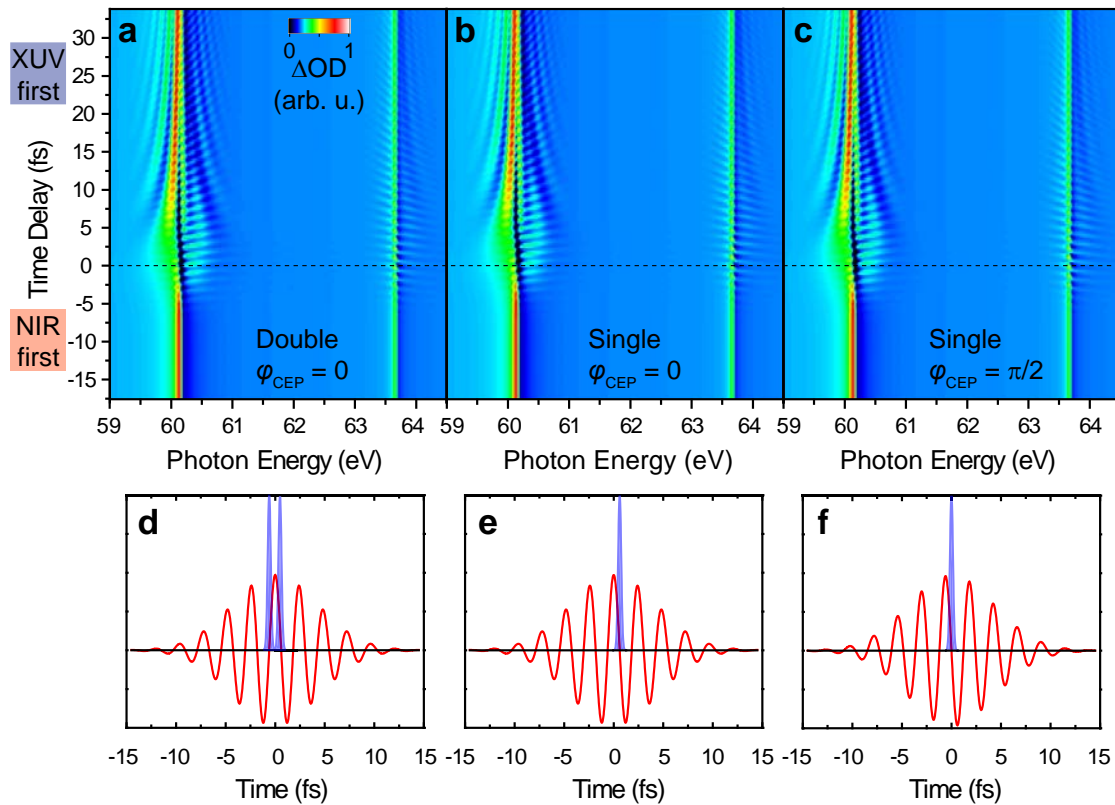 a
b
c
0 1
ΔOD
(arb. u.)
XUV
first
NIR
first
Time Delay (fs)
30
25
20
15
10
5
0
-5
-10
-15
Double
φCEP = 0
Single
φCEP = 0
Single
φCEP = π/2
59 60 61 62 63 64
60 61 62 63 64
60 61 62 63 64
Photon Energy (eV)
Photon Energy (eV)
Photon Energy (eV)
d
e
f
-15 -10 -5 0 5 10 15
-10 -5 0 5 10 15
-15 -10 -5 0 5 10 15
Time (fs)
Time (fs)
Time (fs)